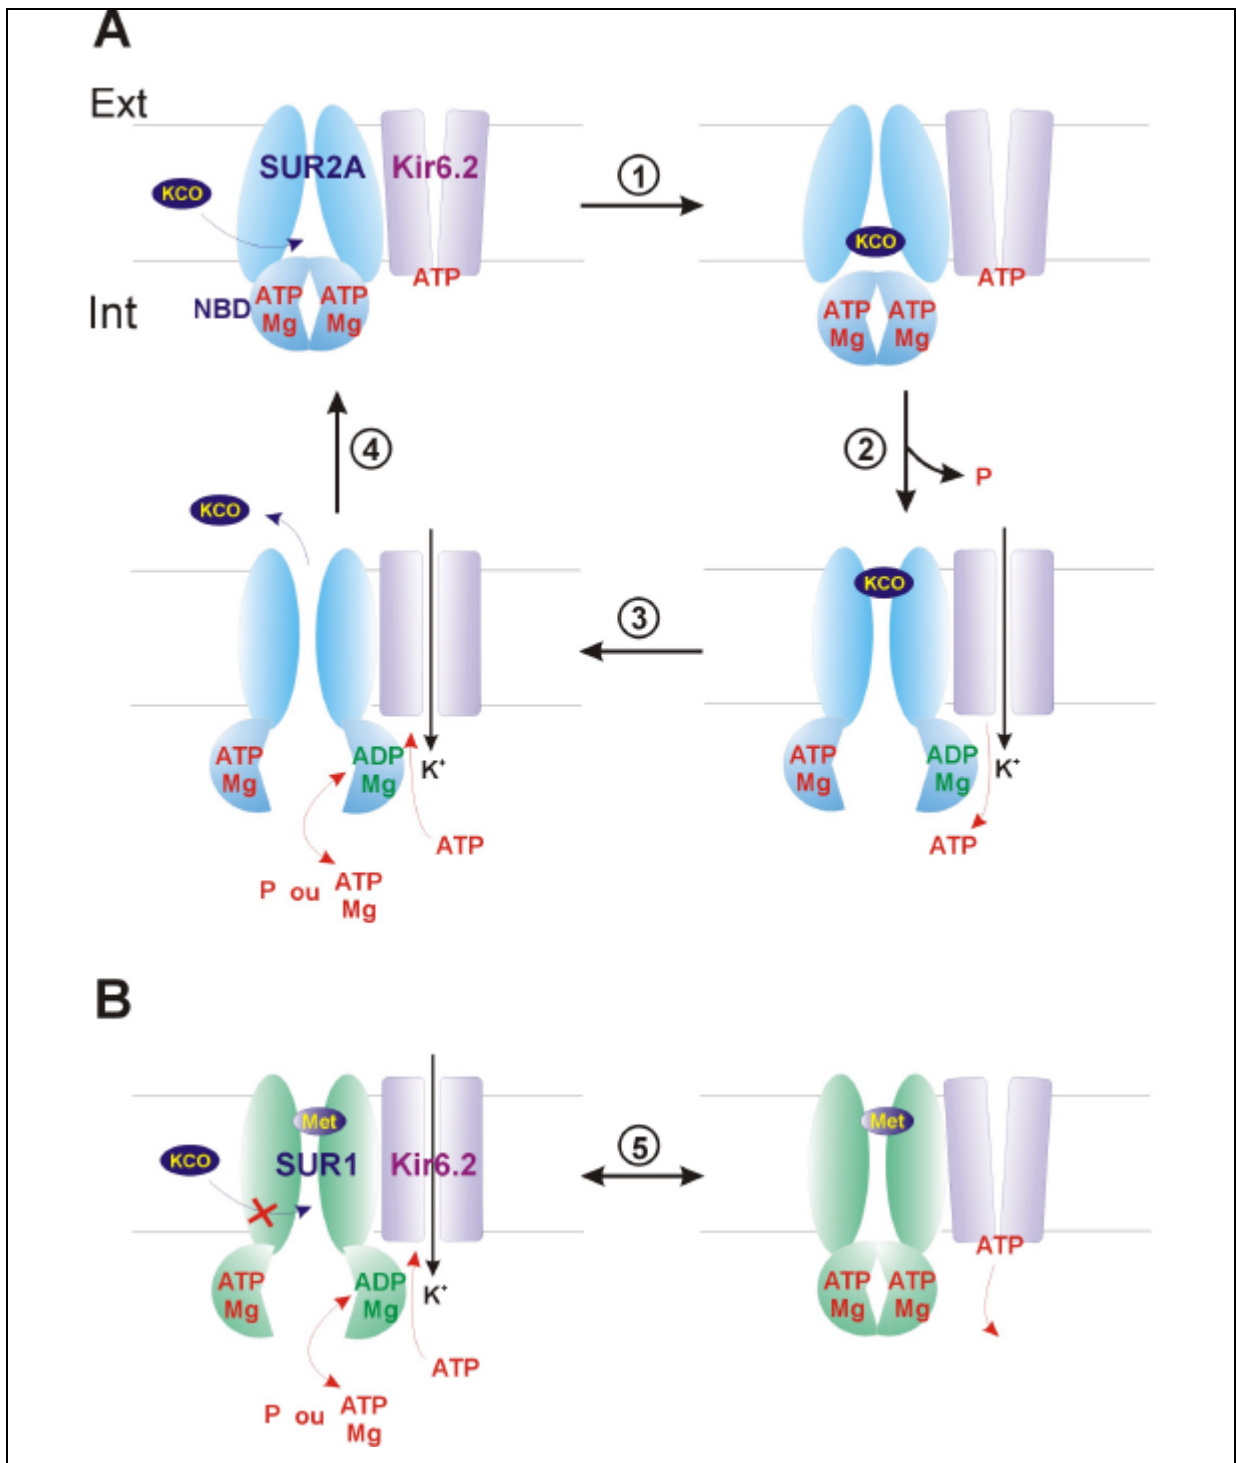 A
Ext
SUR2A
Kir6.2
KCO
ATP
Int
NBD
ATP
Mg
ATP
Mg
1
KCO
ATP
ATP
Mg
ATP
Mg
4
2
P
KCO
ATP
Mg
ADP
Mg
K+
ATP
P ou
ATP
Mg
3
KCO
ATP
Mg
ADP
Mg
K+
ATP
B
Met
KCO
SUR1
Kir6.2
ATP
Mg
ADP
Mg
K+
ATP
P ou
ATP
Mg
5
Met
ATP
ATP
Mg
ATP
Mg